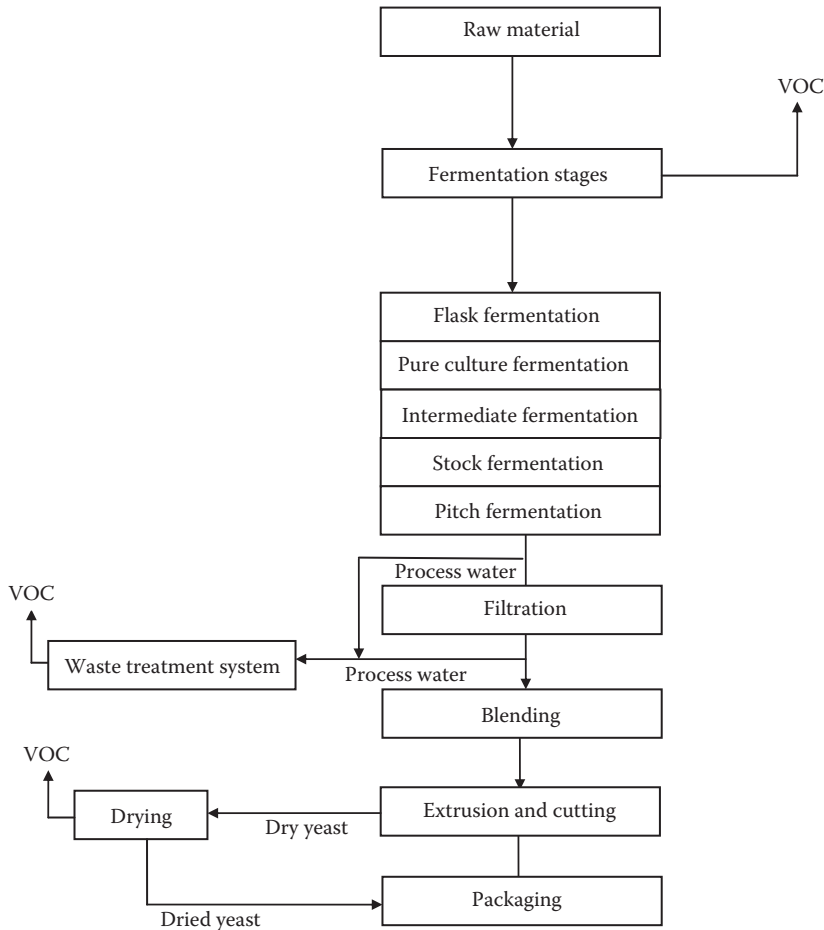 Raw material
VOC
Fermentation stages
Flask fermentation
Pure culture fermentation
Intermediate fermentation
Stock fermentation
Pitch fermentation
Process water
VOC
Filtration
Waste treatment system
Process water
Blending
VOC
Extrusion and cutting
Drying
Dry yeast
Packaging
Dried yeast